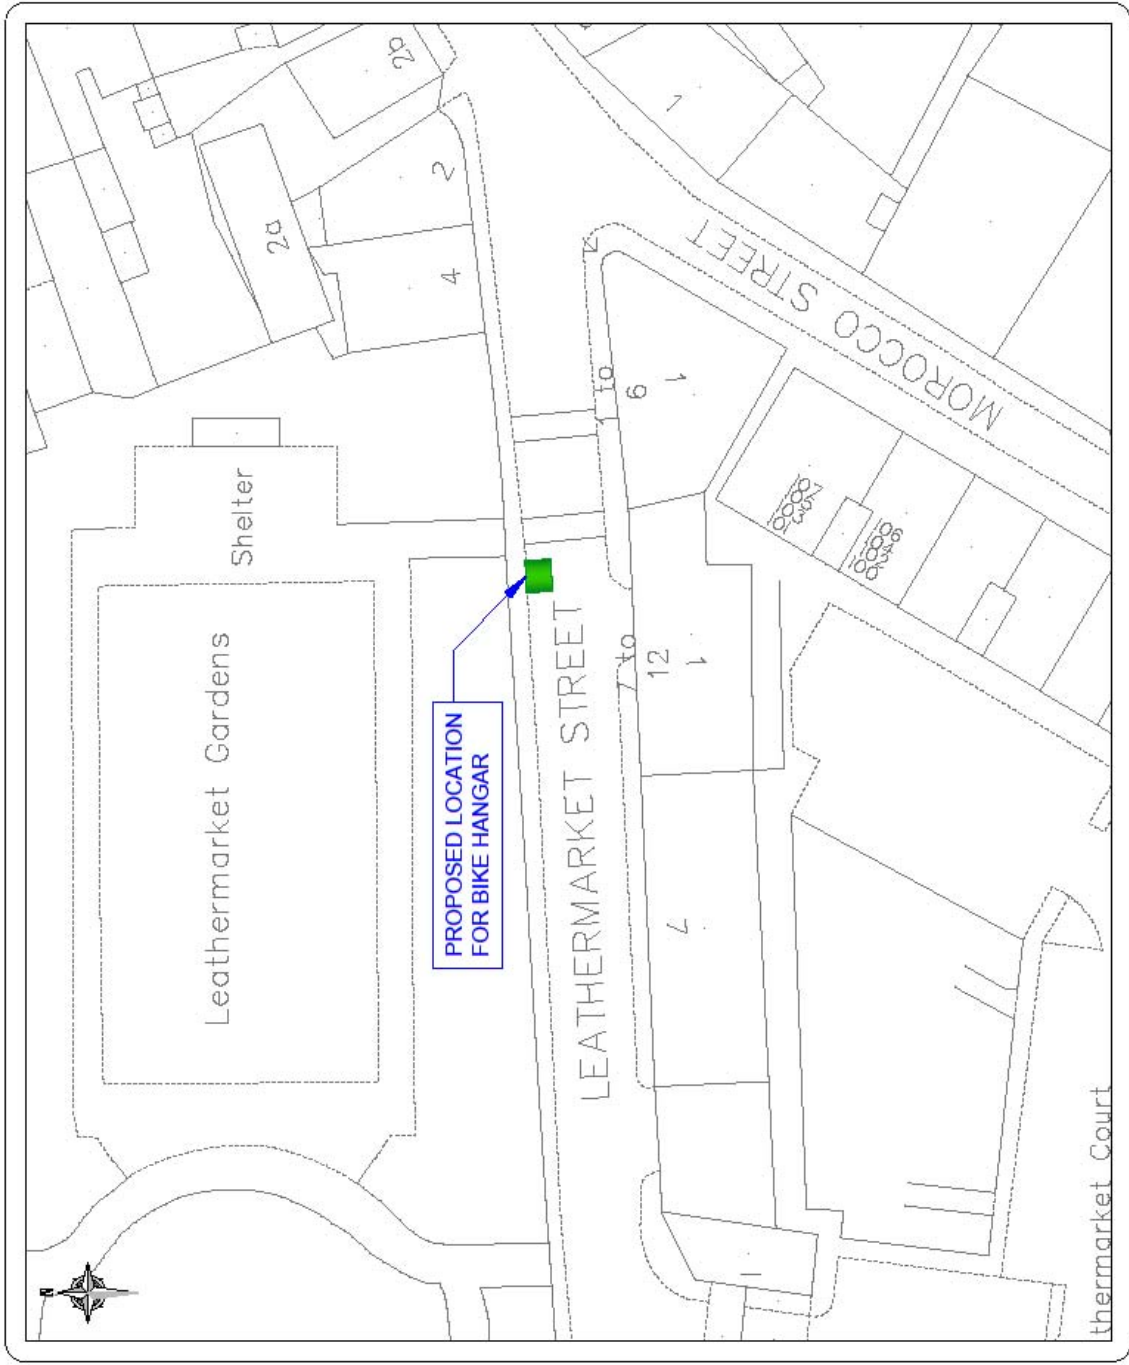 N
Leathermarket Gardens
Shelter
2a
2b
PROPOSED LOCATION
FOR BIKE HANGAR
4
2
LEATHERMARKET STREET
1 to
6
1
7 to
12
1
7
1
1
MOROCCO STREET
thermarket Court